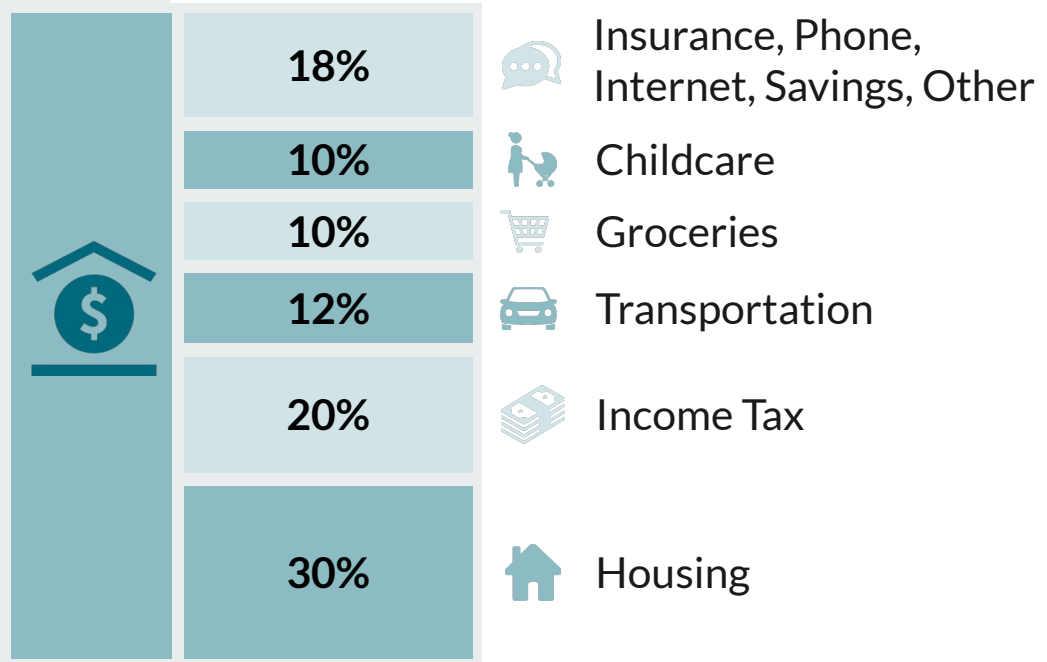 18%
Insurance, Phone,
Internet, Savings, Other
10%
Childcare
10%
Groceries
$
12%
Transportation
20%
Income Tax
30%
Housing